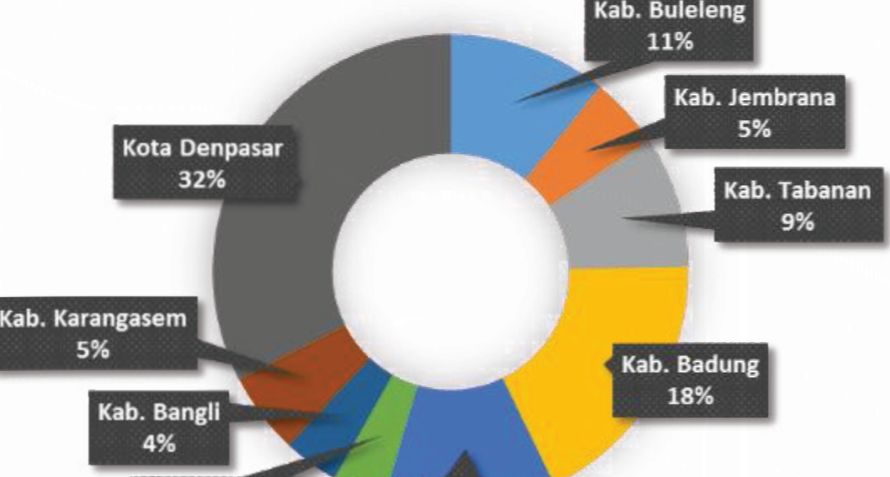 Kab. Buleleng
11%
Kab. Jembrana
5%
Kab. Tabanan
9%
Kab. Badung
18%
Kab. Bangli
4%
Kab. Karangasem
5%
Kota Denpasar
32%